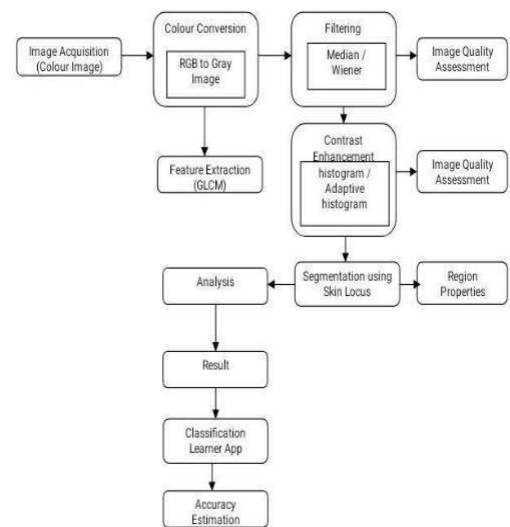 Colour Conversion
Filtering
Image Acquisition
(Colour Image)
RGB to Gray
Image
Median /
Wiener
Image Quality
Assessment
Feature Extraction
(GLCM)
Contrast
Enhancement
histogram /
Adaptive
histogram
Image Quality
Assessment
Analysis
Segmentation using
Skin Locus
Region
Properties
Result
Classification
Learner App
Accuracy
Estimation